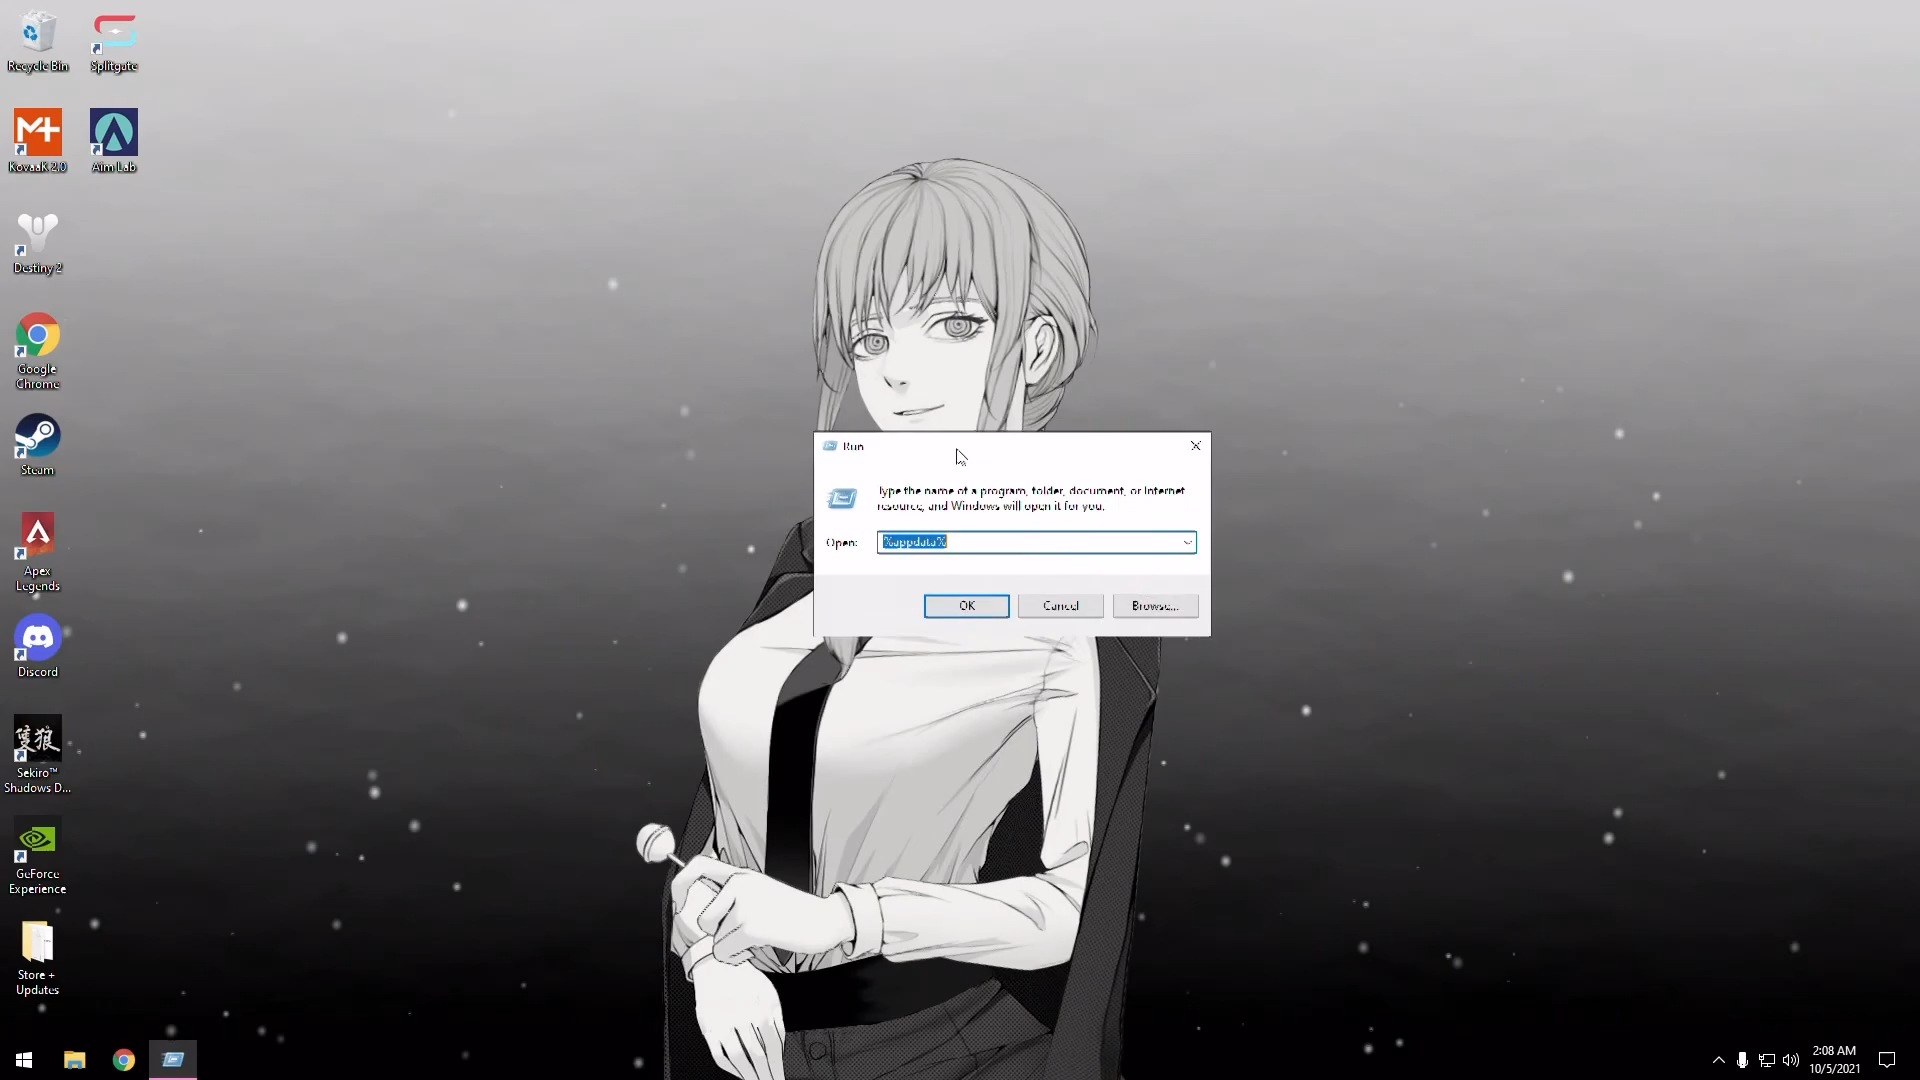 Recycle Bin
Splitgate
KovaaK 2.0
Aim Lab
Destiny 2
Google
Chrome
Steam
Apex
Legends
Discord
隻狼
Sekiro™
Shadows D...
GeForce
Experience
Store +
Updates
Run
Type the name of a program, folder, document, or Internet
resource, and Windows will open it for you.
Open:
%appdata%
OK
Cancel
Browse...
2:08 AM
10/5/2021